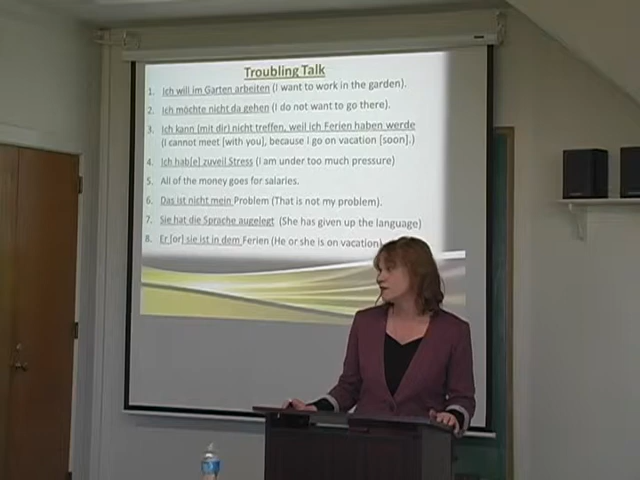 Troubling Talk
1. Ich will im Garten arbeiten (I want to work in the garden).
2. Ich möchte nicht da gehen (I do not want to go there).
3. Ich kann (mit dir) nicht treffen, weil ich Ferien haben werde
(I cannot meet [with you], because I go on vacation [soon].)
4. Ich hab[e] zuveil Stress (I am under too much pressure)
5. All of the money goes for salaries.
6. Das ist nicht mein Problem (That is not my problem).
7. Sie hat die Sprache augelegt (She has given up the language)
8. Er [or] sie ist in dem Ferien (He or she is on vacation)